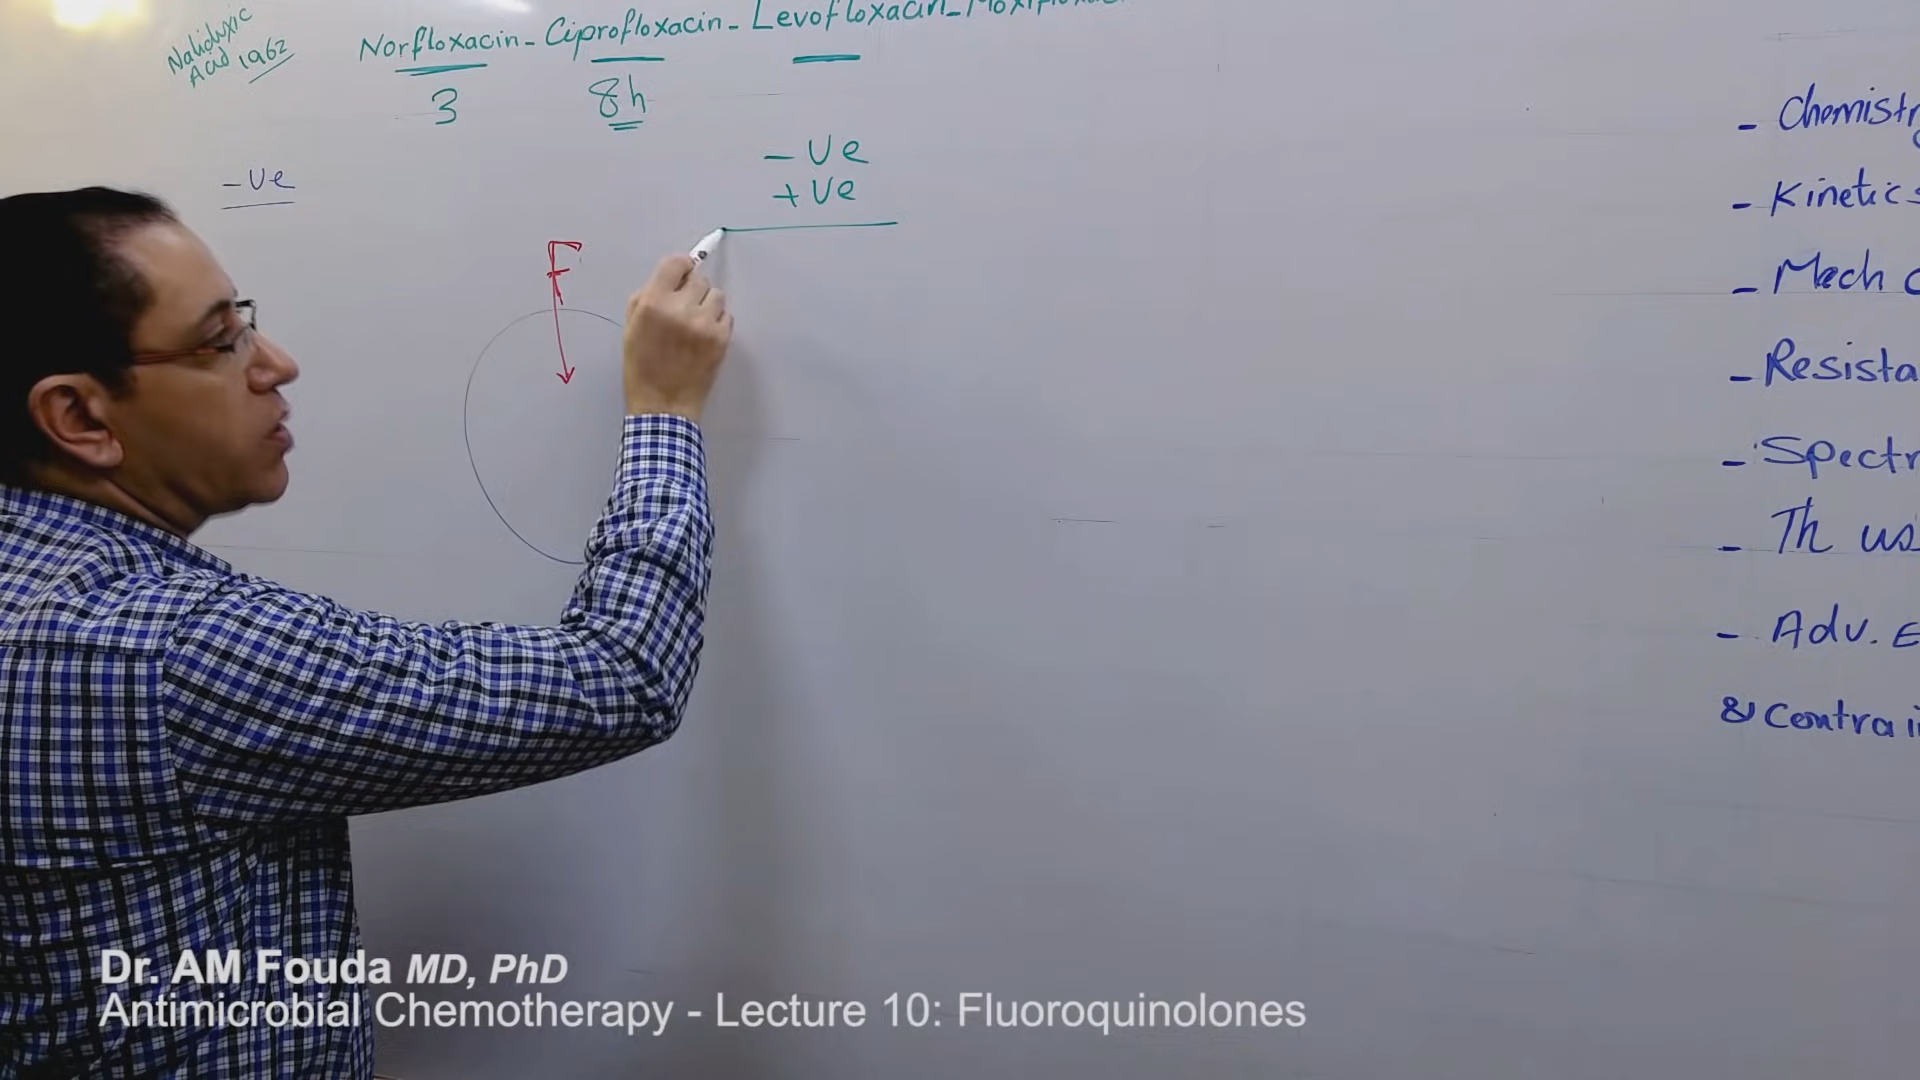 Nalidixic
Acid 1962
Norfloxacin - Ciprofloxacin - Levofloxacin -
3
8h
-ve
+ve
-ve
F
- Chemistr
- Kinetics
- Mech
- Resista
- Spectr
- Th us
- Adv. E
& Contra i
Dr. AM Fouda MD, PhD
Antimicrobial Chemotherapy - Lecture 10: Fluoroquinolones